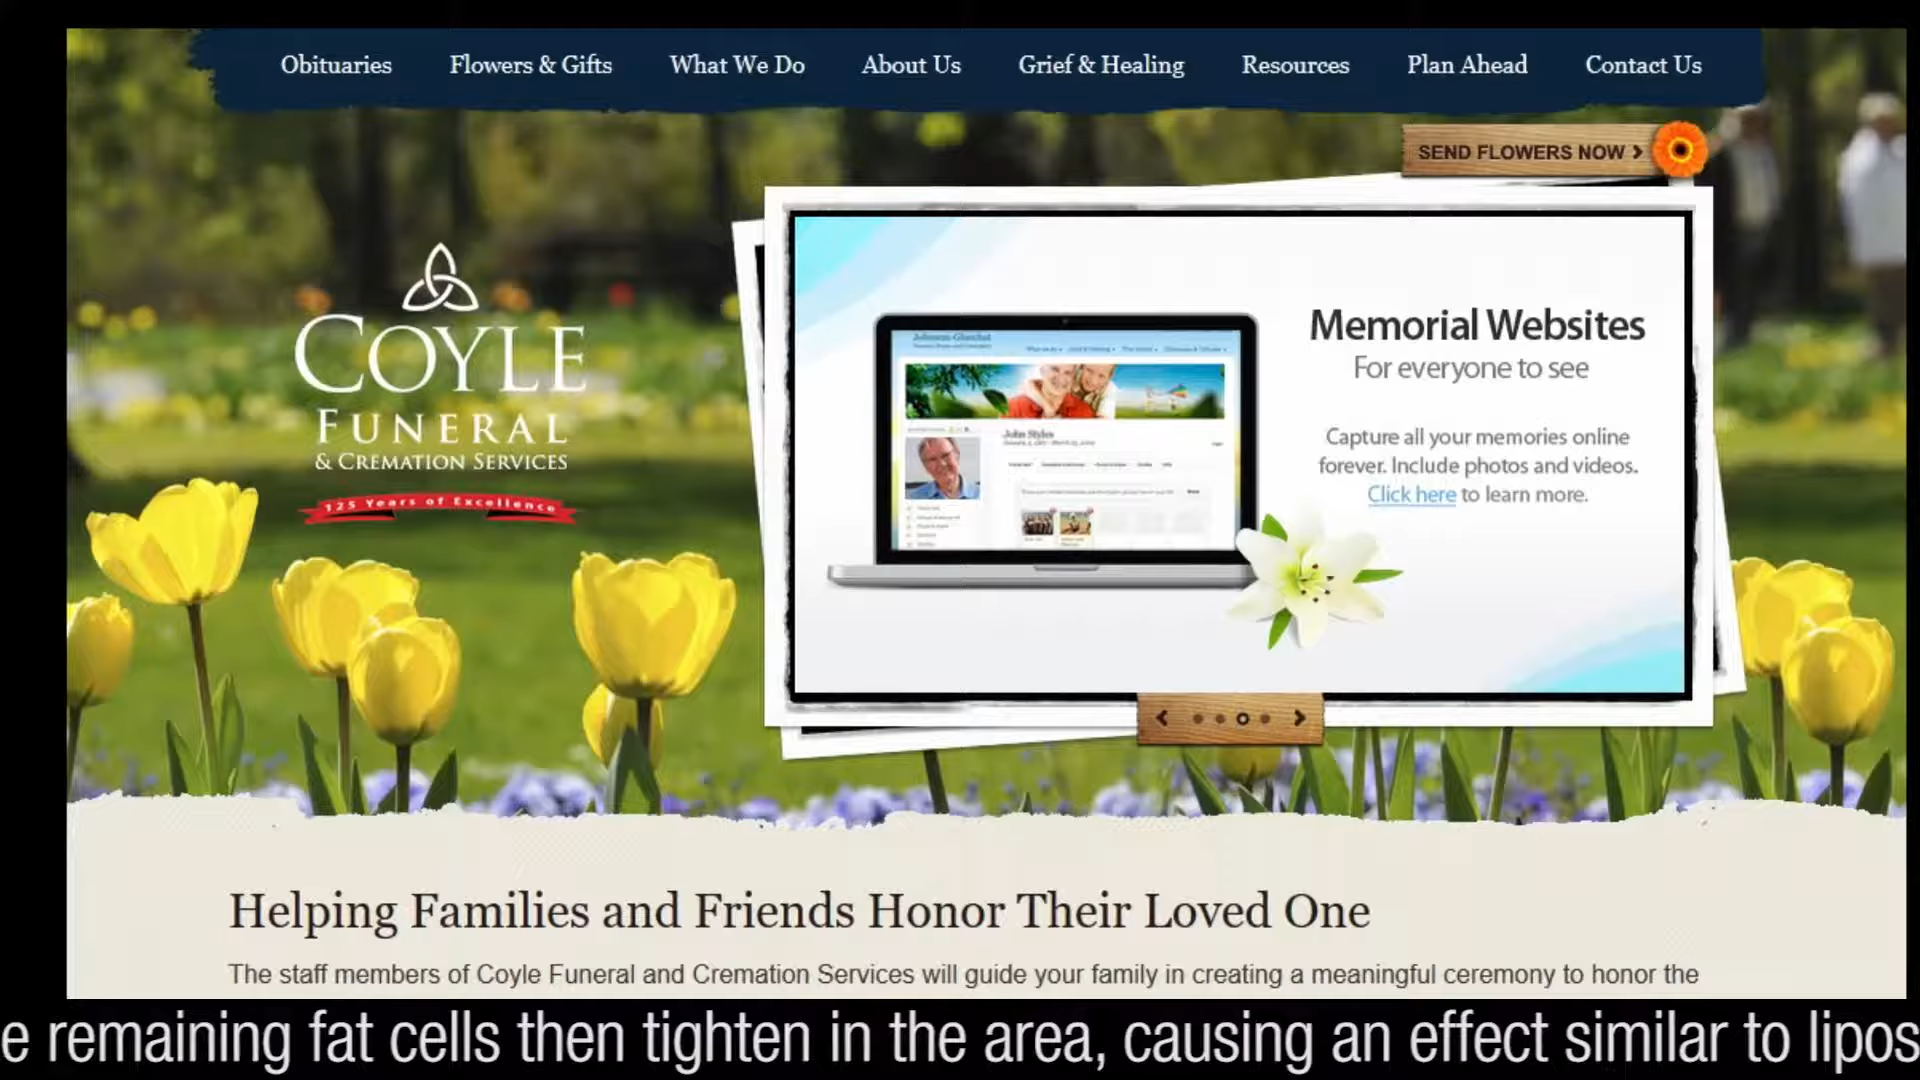 Obituaries
Flowers & Gifts
What We Do
About Us
Grief & Healing
Resources
Plan Ahead
Contact Us
SEND FLOWERS NOW
COYLE
FUNERAL
& CREMATION SERVICES
125 Years of Excellence
Memorial Websites
For everyone to see
Capture all your memories online
forever. Include photos and videos.
Click here to learn more.
John Styles
Helping Families and Friends Honor Their Loved One
The staff members of Coyle Funeral and Cremation Services will guide your family in creating a meaningful ceremony to honor the
e remaining fat cells then tighten in the area, causing an effect similar to lipos